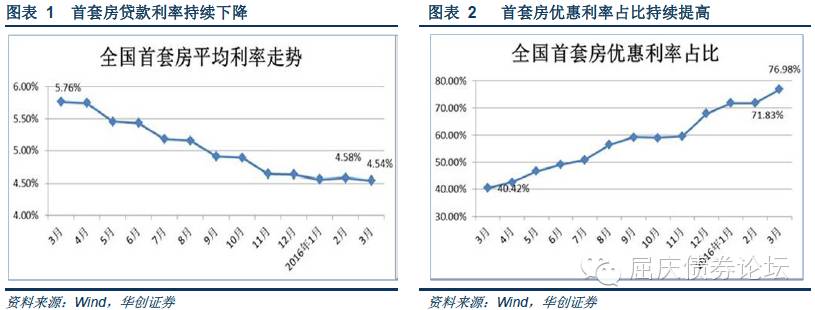 图表 1 首套房贷款利率持续下降
全国首套房平均利率走势
6.00%
5.50%
5.00%
4.50%
4.00%
5.76%
4.58%
4.54%
3月
4月
5月
6月
7月
8月
9月
10月
11月
12月
2016年1月
2月
3月
资料来源：Wind，华创证券
图表 2 首套房优惠利率占比持续提高
全国首套房优惠利率占比
80.00%
70.00%
60.00%
50.00%
40.00%
30.00%
76.98%
71.83%
40.42%
3月
4月
5月
6月
7月
8月
9月
10月
11月
12月
2016年1月
2月
3月
屈庆债券论坛
资料来源：Wind，华创证券